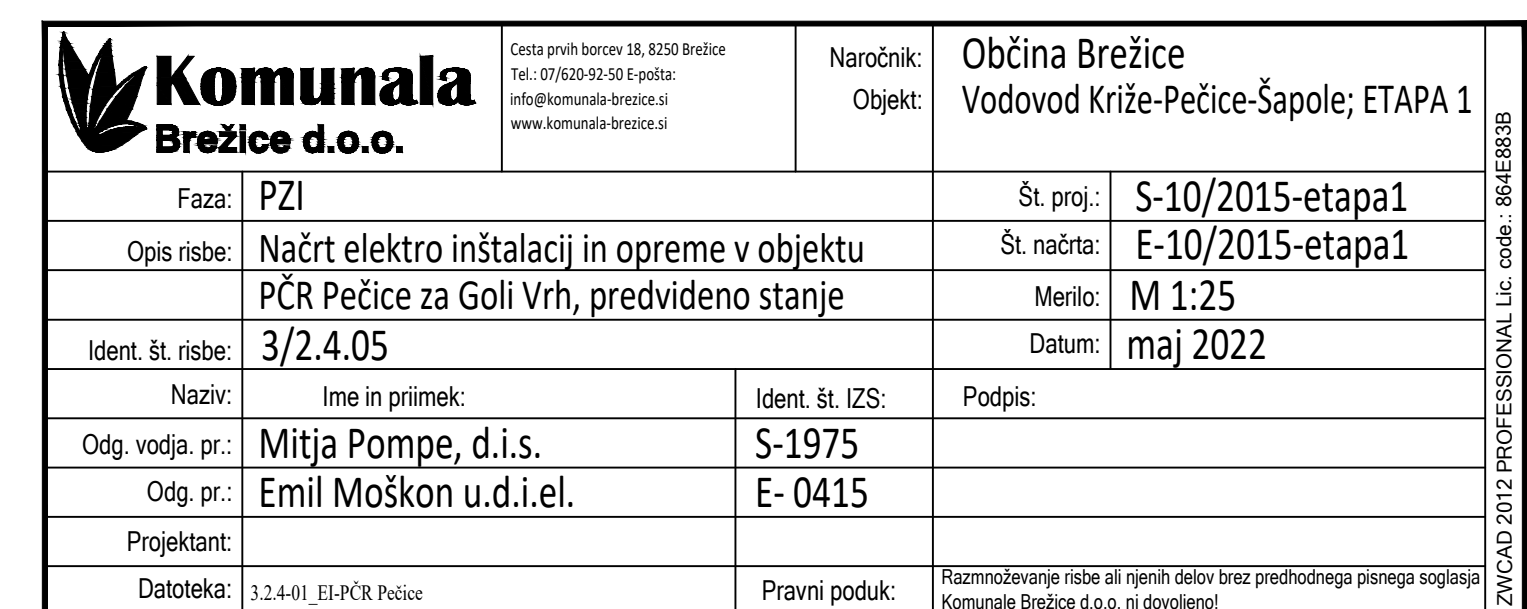 Komunala
Brežice d.o.o.
Cesta prvih borcev 18, 8250 Brežice
Tel.: 07/620-92-50 E-pošta:
info@komunala-brezice.si
www.komunala-brezice.si
Naročnik: Občina Brežice
Objekt: Vodovod Križe-Pečice-Šapole; ETAPA 1
Faza: PZI
Št. proj.: S-10/2015-etapa1
Opis risbe: Načrt elektro inštalacij in opreme v objektu
Št. načrta: E-10/2015-etapa1
PČR Pečice za Goli Vrh, predvideno stanje
Merilo: M 1:25
Ident. št. risbe: 3/2.4.05
Datum: maj 2022
Naziv: Ime in priimek: Ident. št. IZS: Podpis:
Odg. vodja. pr.: Mitja Pompe, d.i.s. S-1975
Odg. pr.: Emil Moškon u.d.i.el. E- 0415
Projektant:
Datoteka: 3.2.4-01_EI-PČR Pečice
Pravni poduk: Razmnoževanje risbe ali njenih delov brez predhodnega pisnega soglasja
Komunale Brežice d.o.o. ni dovoljeno!
ZWCAD 2012 PROFESSIONAL Lic. code.: 864E883B